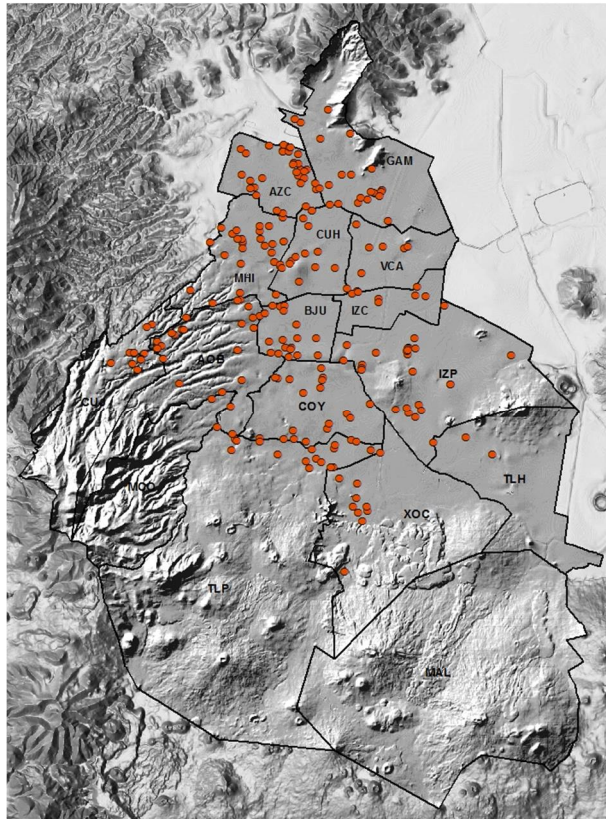 GAM
AZC
CUH
VCA
MHI
BJU
IZC
AOB
IZP
CUJ
COY
TLH
MCO
XOC
TLP
MAL